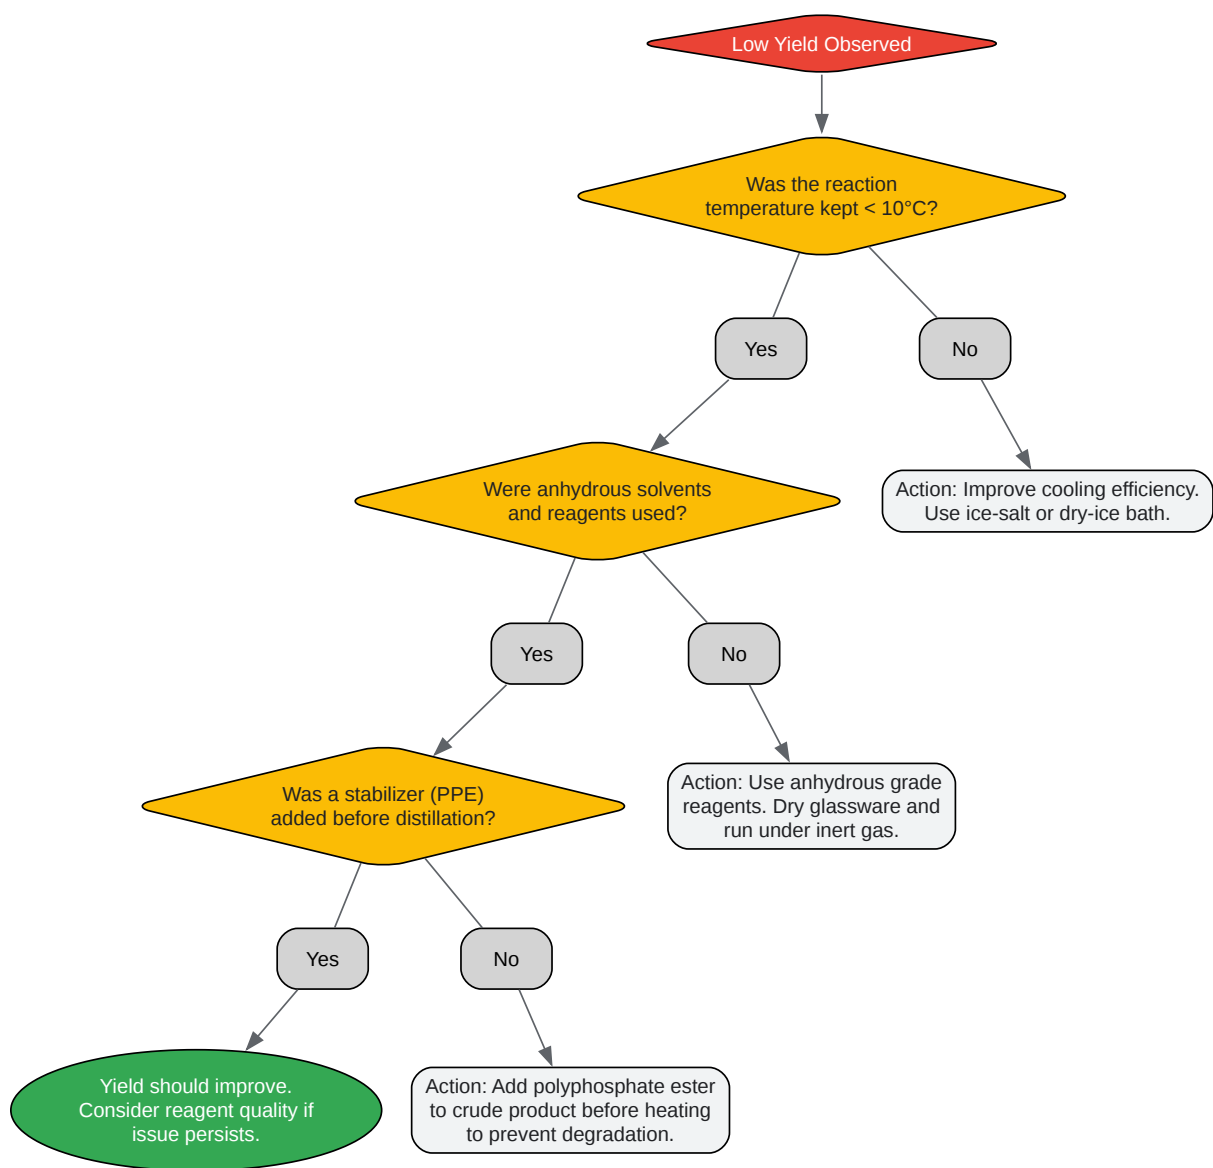 Low Yield Observed
Was the reaction
temperature kept < 10°C?
Yes
No
Were anhydrous solvents
and reagents used?
Action: Improve cooling efficiency.
Use ice-salt or dry-ice bath.
Yes
No
Was a stabilizer (PPE)
added before distillation?
Action: Use anhydrous grade
reagents. Dry glassware and
run under inert gas.
Yes
No
Yield should improve.
Consider reagent quality if
issue persists.
Action: Add polyphosphate ester
to crude product before heating
to prevent degradation.